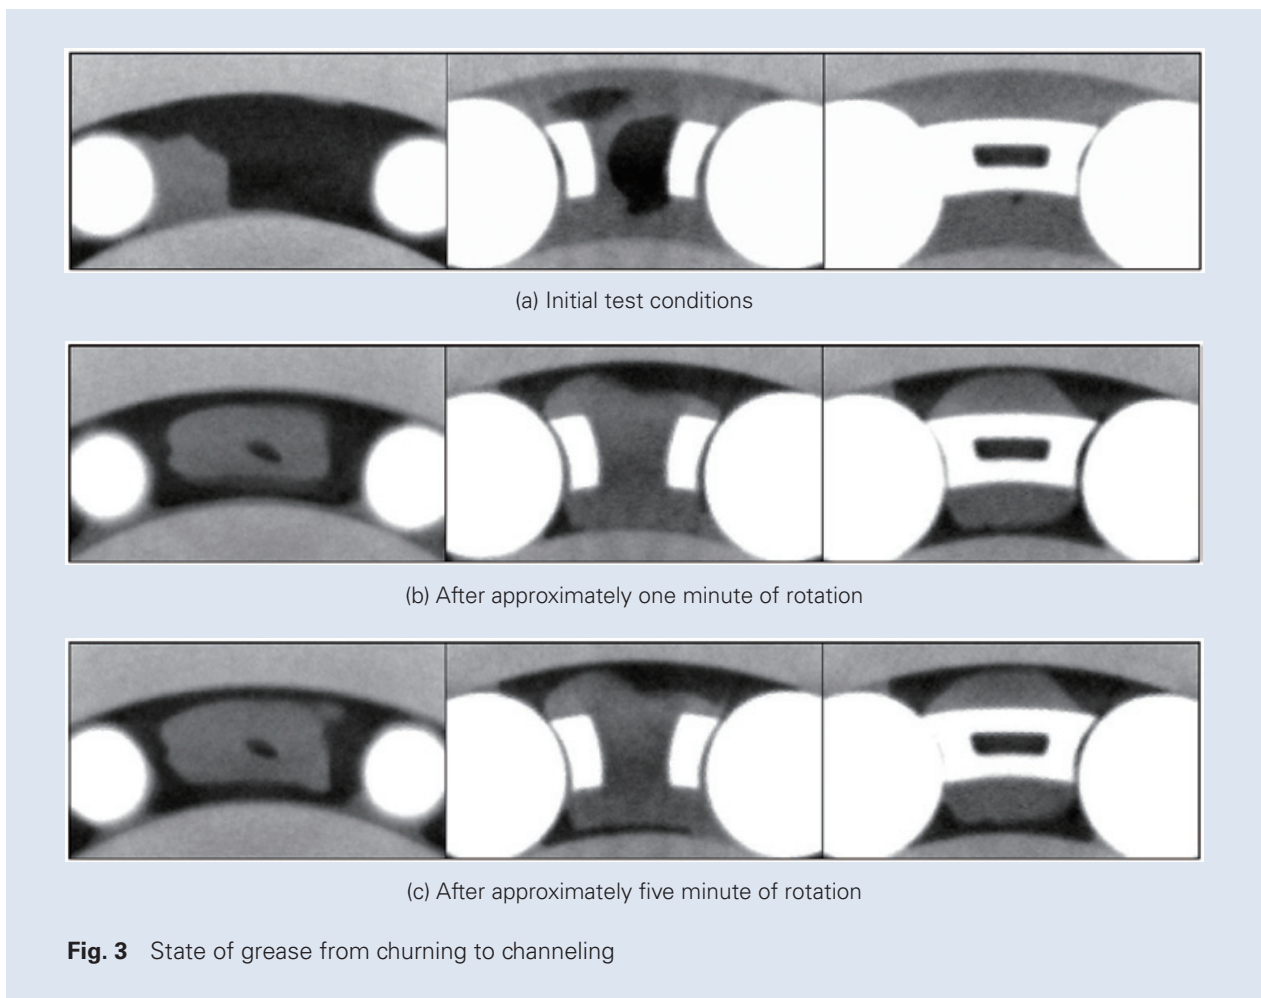 (a) Initial test conditions
(b) After approximately one minute of rotation
(c) After approximately five minute of rotation
Fig. 3 State of grease from churning to channeling